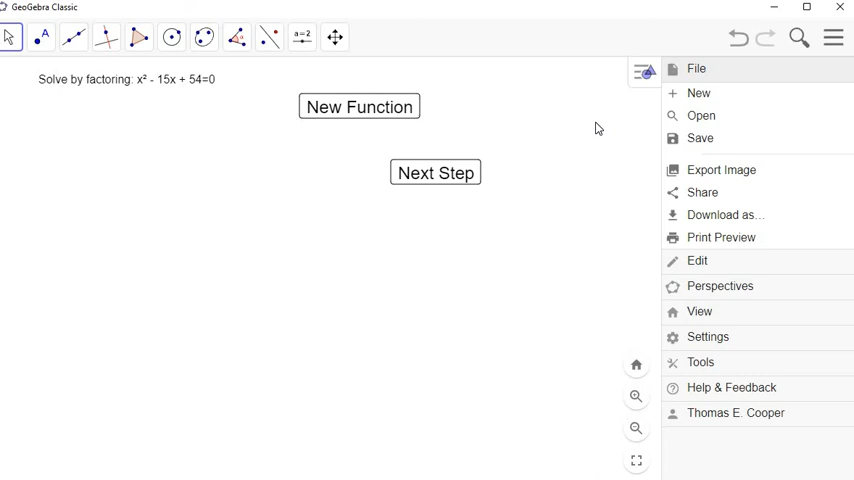 GeoGebra Classic
A
a=2
Solve by factoring: x² - 15x + 54=0
New Function
Next Step
File
New
Open
Save
Export Image
Share
Download as...
Print Preview
Edit
Perspectives
View
Settings
Tools
Help & Feedback
Thomas E. Cooper